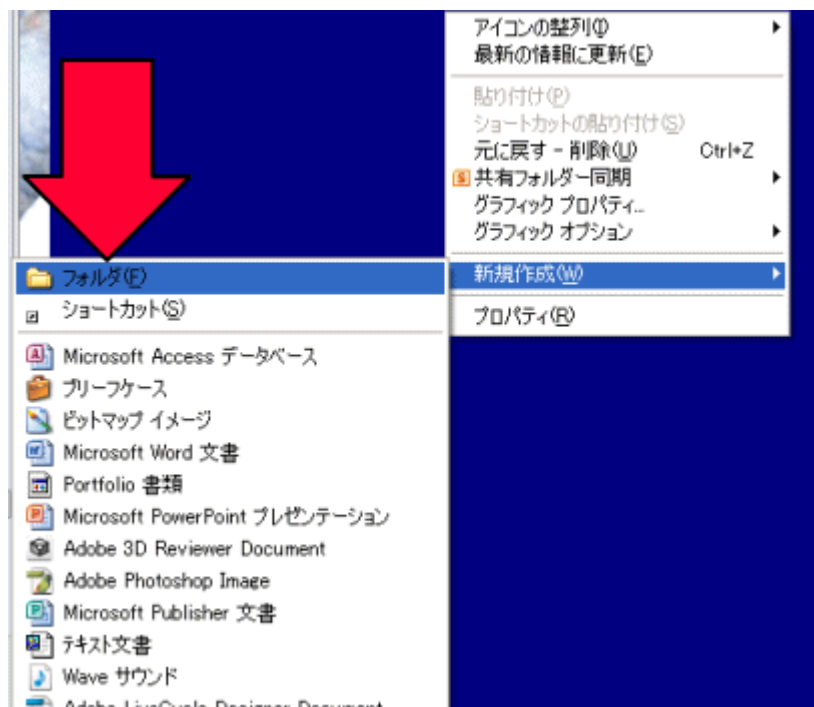 アイコンの整列(I)
最新の情報に更新(E)
貼り付け(P)
ショートカットの貼り付け(S)
元に戻す - 削除(U) Ctrl+Z
共有フォルダー同期
グラフィック プロパティ...
グラフィック オプション
新規作成(W)
プロパティ(R)
フォルダ(F)
ショートカット(S)
Microsoft Access データベース
ブリーフケース
ビットマップ イメージ
Microsoft Word 文書
Portfolio 書類
Microsoft PowerPoint プレゼンテーション
Adobe 3D Reviewer Document
Adobe Photoshop Image
Microsoft Publisher 文書
テキスト文書
Wave サウンド
Adobe LiveCycle Designer Document